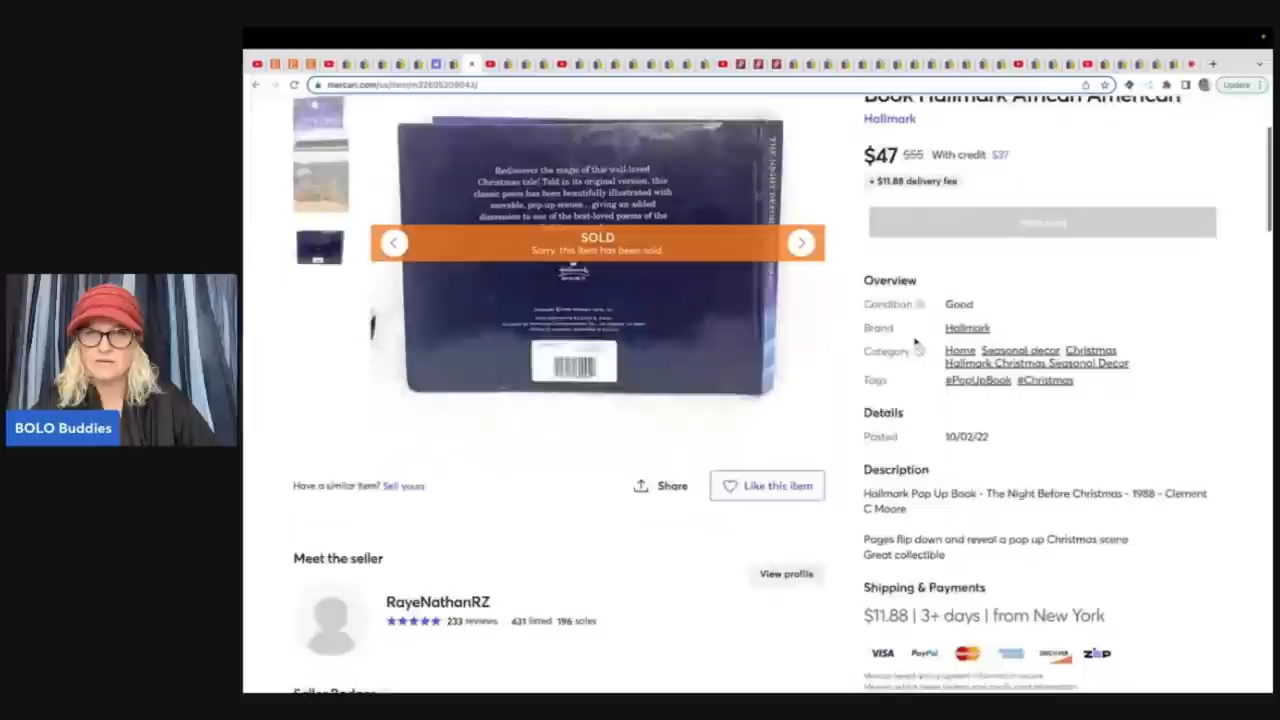 Update
mercari.com/us/item/m32605209043/
Book Hallmark African American
Hallmark
$47 $55 With credit $37
+ $11.88 delivery fee
Rediscover the magic of this well-loved
Christmas tale! Told in its original version, this
classic poem has been beautifully illustrated with
movable, pop-up scenes... giving an added
dimension to one of the best-loved poems of the
SOLD
Sorry, this item has been sold.
Overview
Condition Good
Brand Hallmark
Category Home Seasonal decor Christmas
Hallmark Christmas Seasonal Decor
Tags #PopUpBook #Christmas
Details
Posted 10/02/22
Description
Hallmark Pop Up Book - The Night Before Christmas - 1988 - Clement
C Moore
Pages flip down and reveal a pop up Christmas scene
Great collectible
Shipping & Payments
$11.88 | 3+ days | from New York
VISA PayPal DISCOVER ZIP
Have a similar item? Sell yours
Share
Like this item
Meet the seller
View profile
RayeNathanRZ
233 reviews 431 listed 196 sales
BOLO Buddies